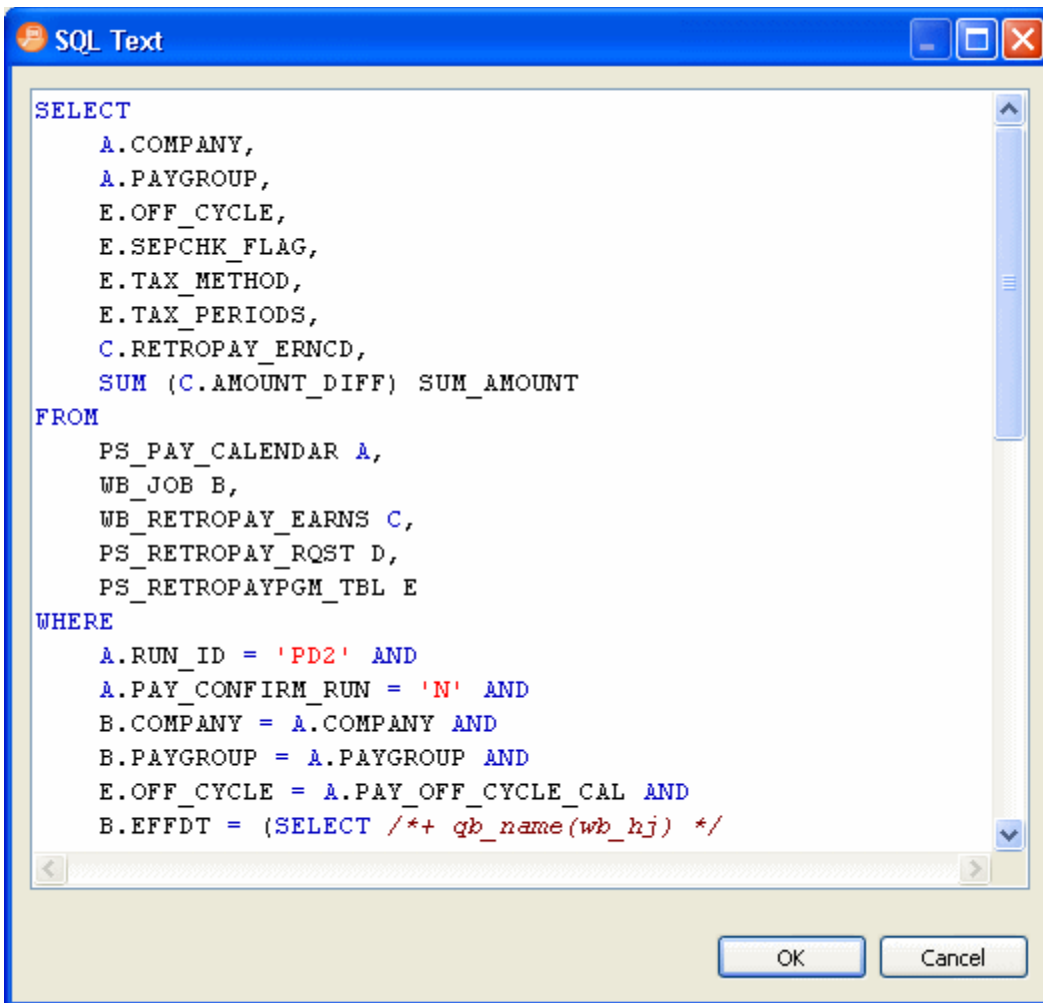 SQL Text
SELECT
A.COMPANY,
A.PAYGROUP,
E.OFF_CYCLE,
E.SEPCHK_FLAG,
E.TAX_METHOD,
E.TAX_PERIODS,
C.RETROPAY_ERNCD,
SUM (C.AMOUNT_DIFF) SUM_AMOUNT
FROM
PS_PAY_CALENDAR A,
WB_JOB B,
WB_RETROPAY_EARNS C,
PS_RETROPAY_RQST D,
PS_RETROPAYPGM_TBL E
WHERE
A.RUN_ID = 'PD2' AND
A.PAY_CONFIRM_RUN = 'N' AND
B.COMPANY = A.COMPANY AND
B.PAYGROUP = A.PAYGROUP AND
E.OFF_CYCLE = A.PAY_OFF_CYCLE_CAL AND
B.EFFDT = (SELECT /*+ qb_name(wb_hj) */
OK Cancel